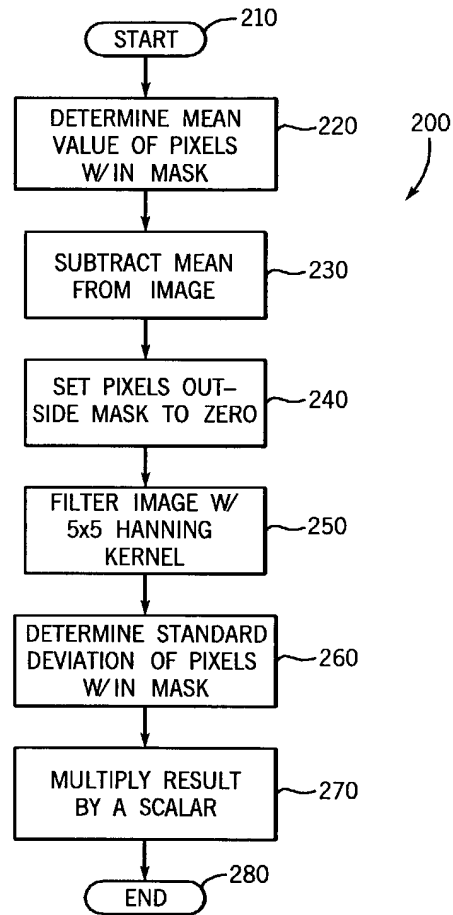 210
START
DETERMINE MEAN
VALUE OF PIXELS
W/IN MASK
220
200
SUBTRACT MEAN
FROM IMAGE
230
SET PIXELS OUT-
SIDE MASK TO ZERO
240
FILTER IMAGE W/
5x5 HANNING
KERNEL
250
DETERMINE STANDARD
DEVIATION OF PIXELS
W/IN MASK
260
MULTIPLY RESULT
BY A SCALAR
270
280
END